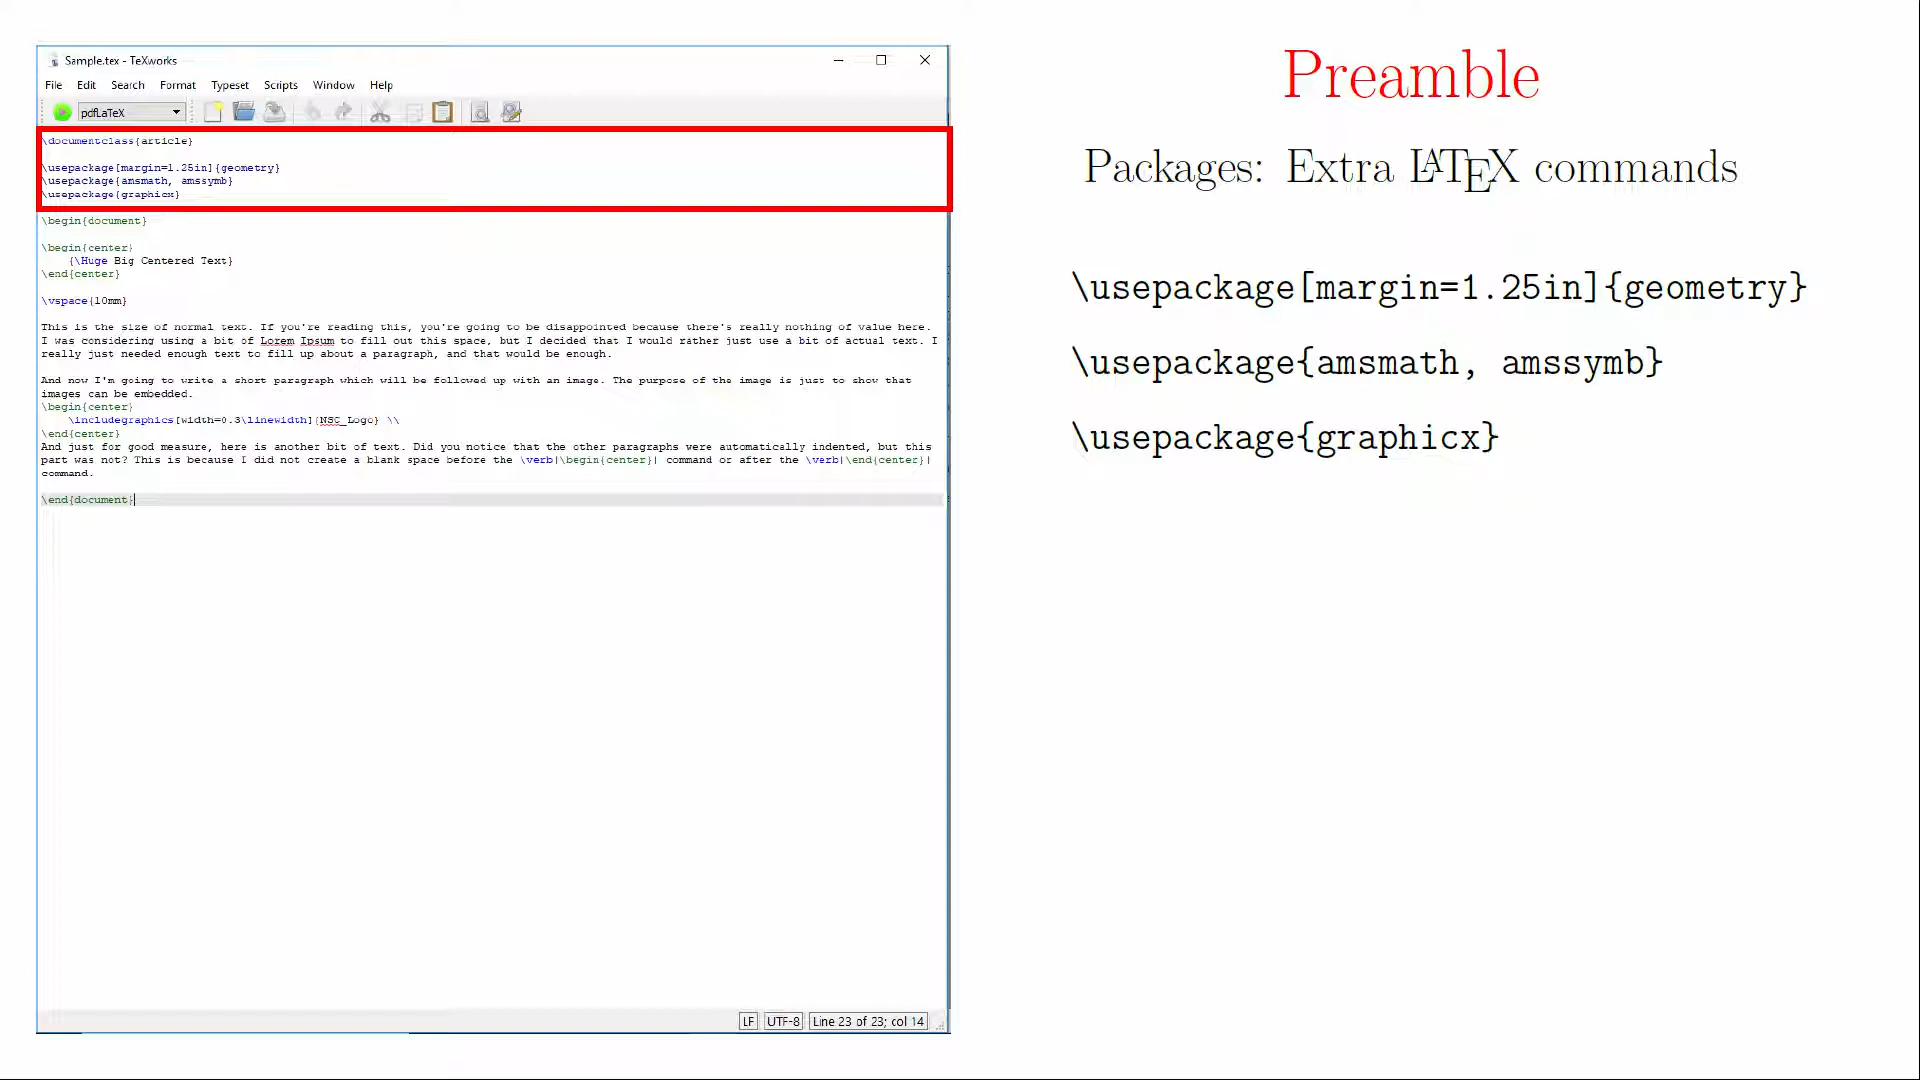 Sample.tex - TeXworks
File Edit Search Format Typeset Scripts Window Help
pdfLaTeX
\documentclass{article}
\usepackage[margin=1.25in]{geometry}
\usepackage{amsmath, amssymb}
\usepackage{graphicx}
\begin{document}
\begin{center}
{\Huge Big Centered Text}
\end{center}
\vspace{10mm}
This is the size of normal text. If you're reading this, you're going to be disappointed because there's really nothing of value here.
I was considering using a bit of Lorem Ipsum to fill out this space, but I decided that I would rather just use a bit of actual text. I
really just needed enough text to fill up about a paragraph, and that would be enough.
And now I'm going to write a short paragraph which will be followed up with an image. The purpose of the image is just to show that
images can be embedded.
\begin{center}
\includegraphics[width=0.3\linewidth]{NSC_Logo} \\
\end{center}
And just for good measure, here is another bit of text. Did you notice that the other paragraphs were automatically indented, but this
part was not? This is because I did not create a blank space before the \verb|\begin{center}| command or after the \verb|\end{center}|
command.
\end{document}
LF UTF-8 Line 23 of 23; col 14
Preamble
Packages: Extra LATEX commands
\usepackage[margin=1.25in]{geometry}
\usepackage{amsmath, amssymb}
\usepackage{graphicx}